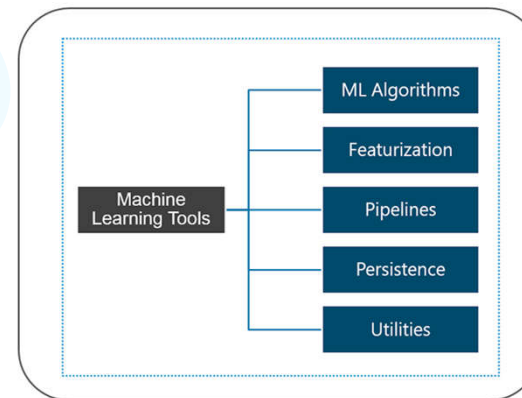 Machine
Learning Tools
ML Algorithms
Featurization
Pipelines
Persistence
Utilities